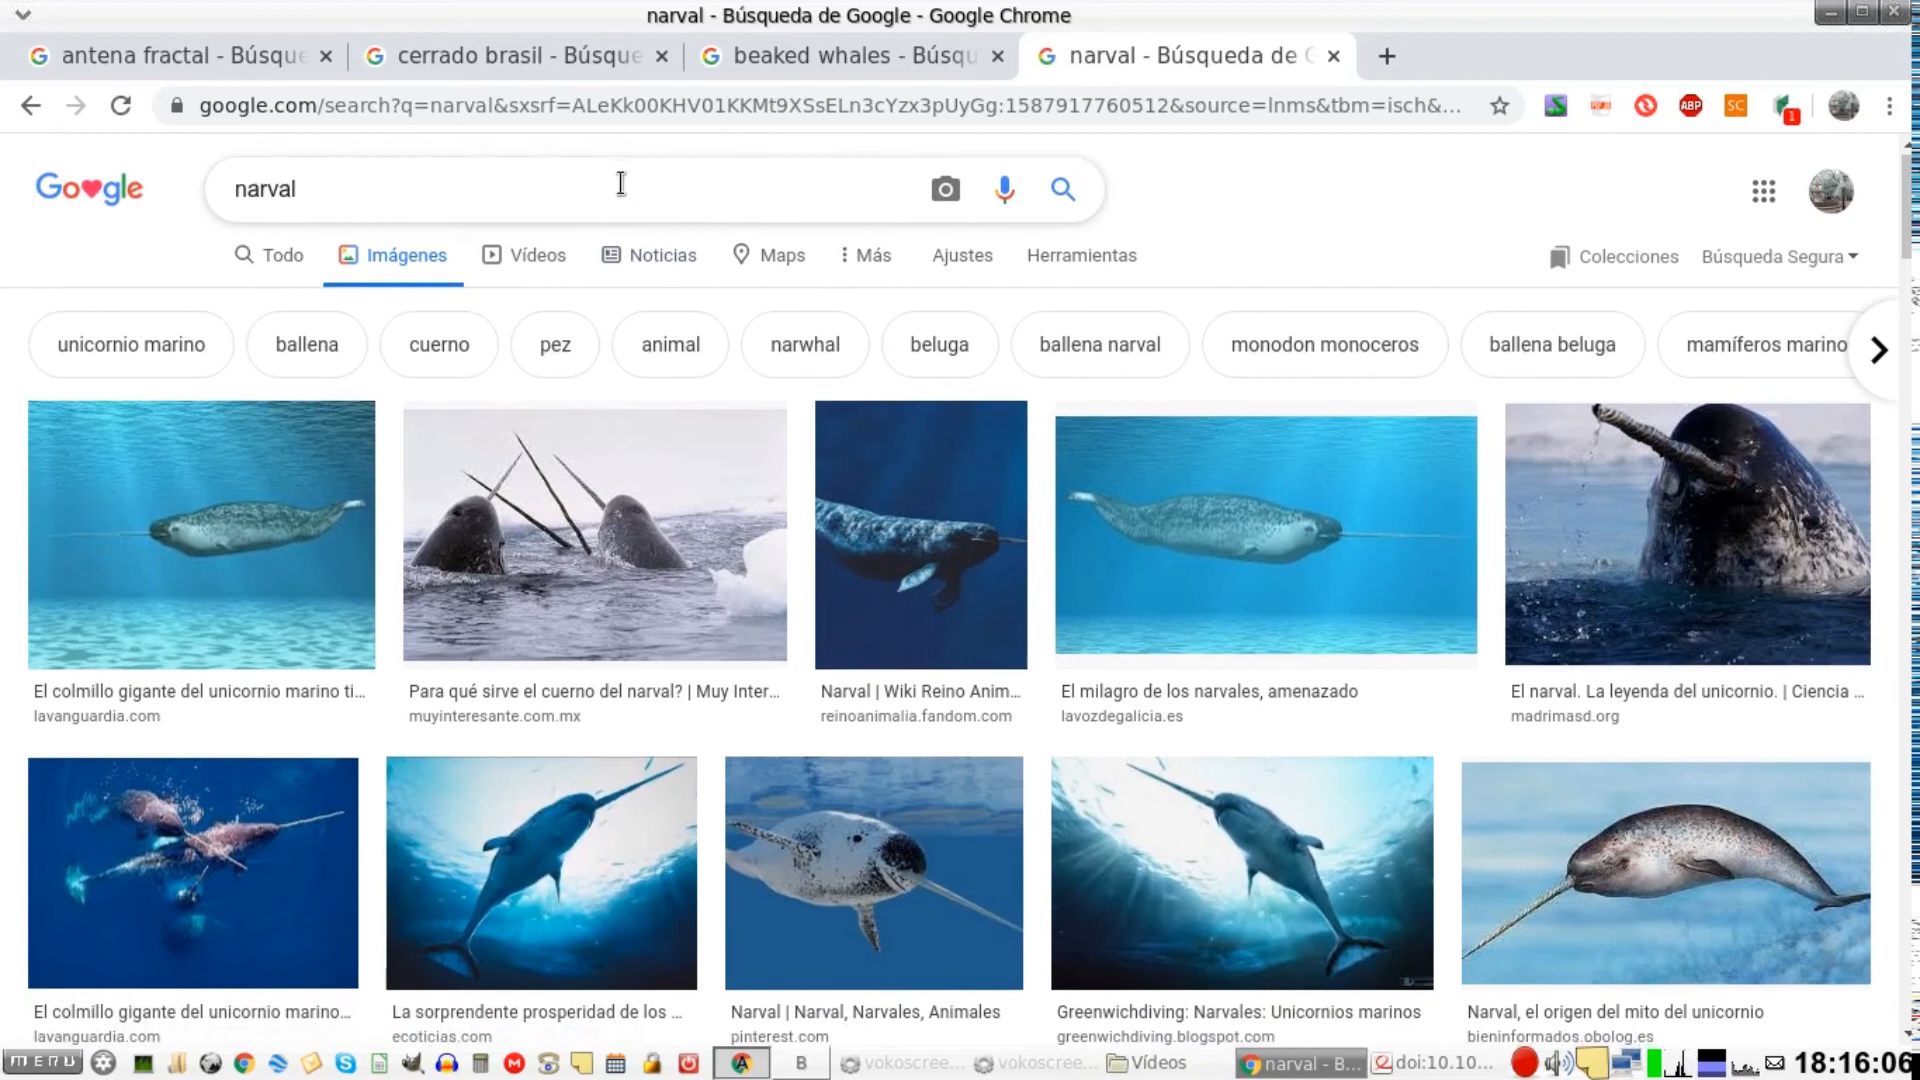 narval - Búsqueda de Google - Google Chrome
antena fractal - Búsque
cerrado brasil - Búsque
beaked whales - Búsqu
narval - Búsqueda de G
google.com/search?q=narval&sxsrf=ALeKk00KHV01KKMt9XSsELn3cYzx3pUyGg:1587917760512&source=lnms&tbm=isch&...
ABP
SC
1
Google
narval
Todo
Imágenes
Vídeos
Noticias
Maps
Más
Ajustes
Herramientas
Colecciones
Búsqueda Segura
unicornio marino
ballena
cuerno
pez
animal
narwhal
beluga
ballena narval
monodon monoceros
ballena beluga
mamíferos marino
El colmillo gigante del unicornio marino ti...
lavanguardia.com
Para qué sirve el cuerno del narval? | Muy Inter...
muyinteresante.com.mx
Narval | Wiki Reino Anim...
reinoanimalia.fandom.com
El milagro de los narvales, amenazado
lavozdegalicia.es
El narval. La leyenda del unicornio. | Ciencia ...
madrimasd.org
El colmillo gigante del unicornio marino...
lavanguardia.com
La sorprendente prosperidad de los ...
ecoticias.com
Narval | Narval, Narvales, Animales
pinterest.com
Greenwichdiving: Narvales: Unicornios marinos
greenwichdiving.blogspot.com
Narval, el origen del mito del unicornio
bieninformados.obolog.es
MENU
B
vokoscree...
vokoscree...
Vídeos
narval - B...
doi:10.10...
18:16:06